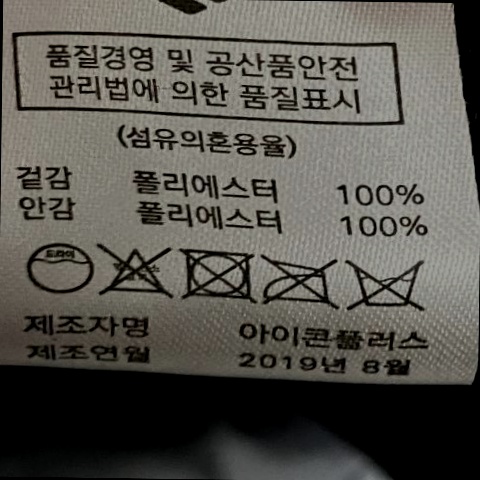 품질경영 및 공산품안전
관리법에 의한 품질표시
(섬유의혼용율)
겉감 폴리에스터 100%
안감 폴리에스터 100%
드라이
제조자명 아이콘플러스
제조연월 2019년 8월